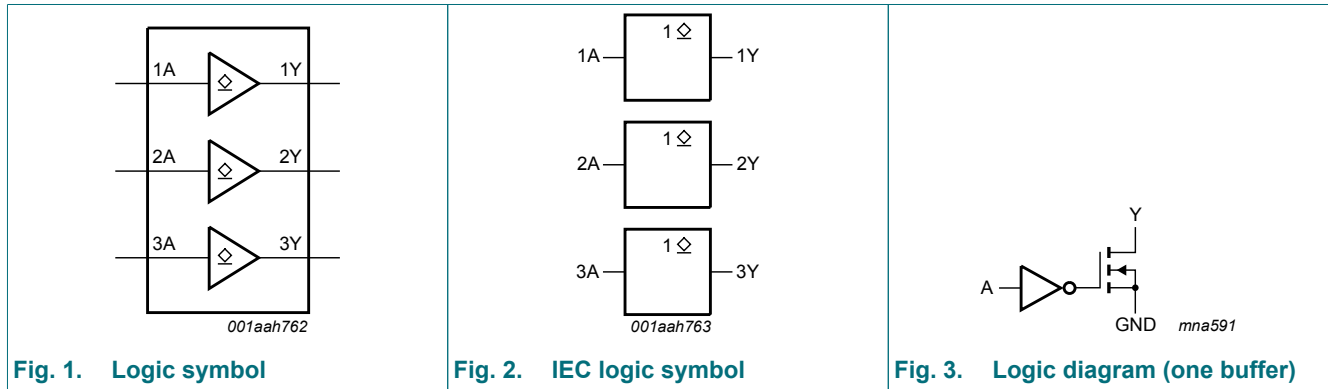 1A 1Y
2A 2Y
3A 3Y
001aah762
Fig. 1. Logic symbol
1
1A 1Y
1
2A 2Y
1
3A 3Y
001aah763
Fig. 2. IEC logic symbol
Y
A
GND mna591
Fig. 3. Logic diagram (one buffer)